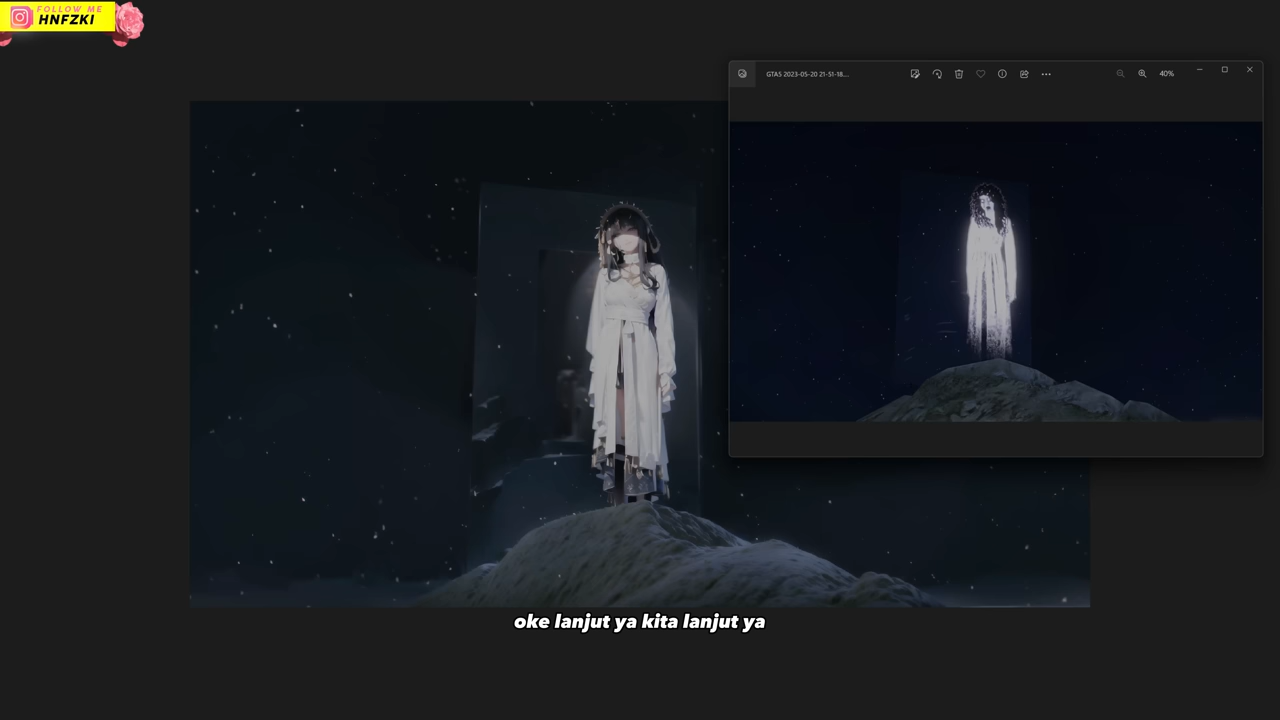 FOLLOW ME
HNFZKI
GTA5 2023-05-20 21-51-18....
40%
oke lanjut ya kita lanjut ya